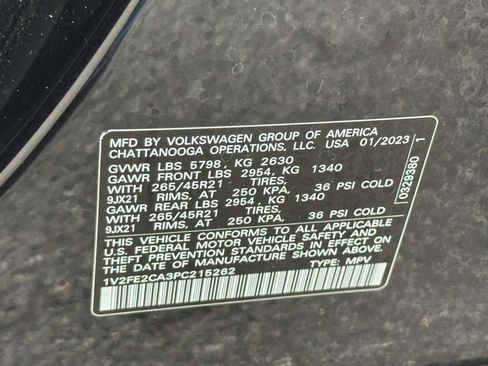 MFD BY VOLKSWAGEN GROUP OF AMERICA
CHATTANOOGA OPERATIONS, LLC. USA 01/2023
GVWR LBS 5798, KG 2630
GAWR FRONT LBS 2954, KG 1340
WITH 265/45R21 TIRES,
9JX21 RIMS, AT 250 KPA, 36 PSI COLD
GAWR REAR LBS 2954, KG 1340
WITH 265/45R21 TIRES,
9JX21 RIMS, AT 250 KPA, 36 PSI COLD
THIS VEHICLE CONFORMS TO ALL APPLICABLE
U.S. FEDERAL MOTOR VEHICLE SAFETY AND
THEFT PREVENTION STANDARDS IN EFFECT ON
THE DATE OF MANUFACTURE SHOWN ABOVE.
1V2FE2CA3PC215262 TYPE: MPV
0329380 1